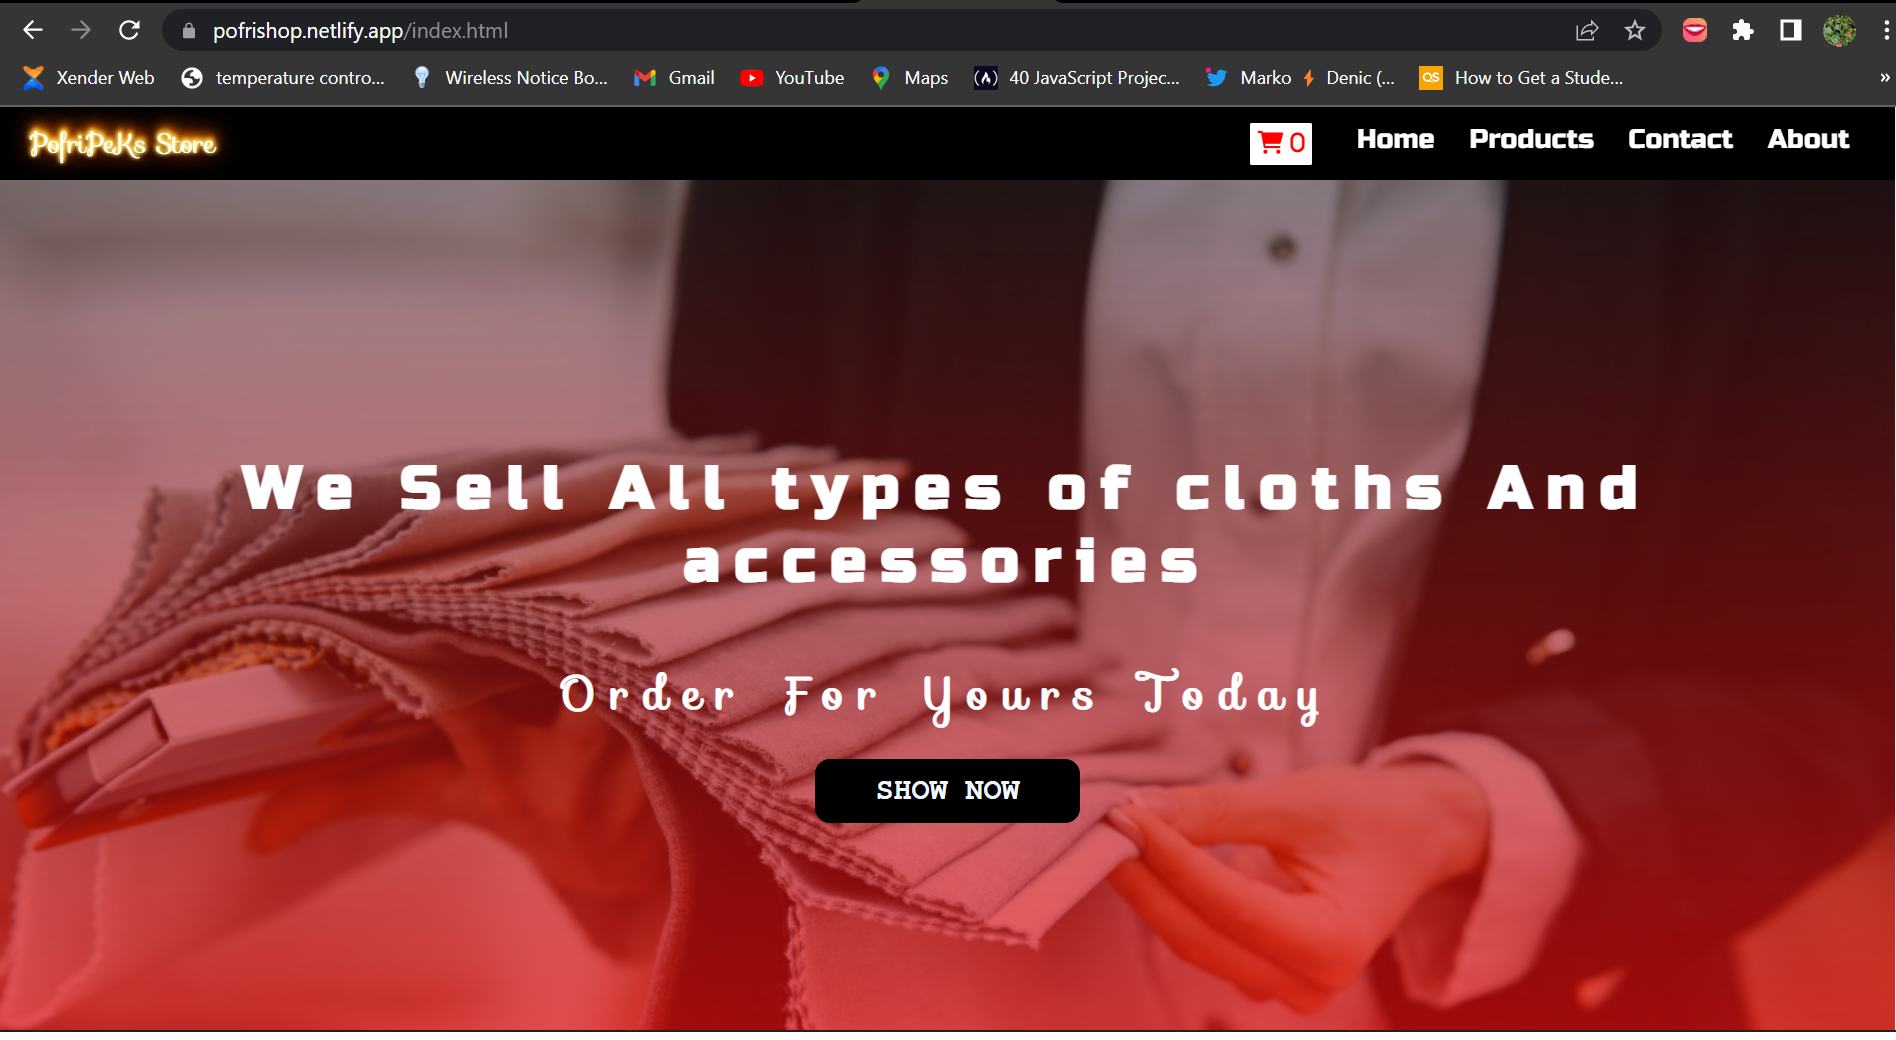 pofrishop.netlify.app/index.html
Xender Web temperature contro... Wireless Notice Bo... Gmail YouTube Maps 40 JavaScript Projec... Marko Denic (... QS How to Get a Stude... »
PofriPeKs Store 0 Home Products Contact About
We Sell All types of cloths And
accessories
Order For Yours Today
SHOW NOW